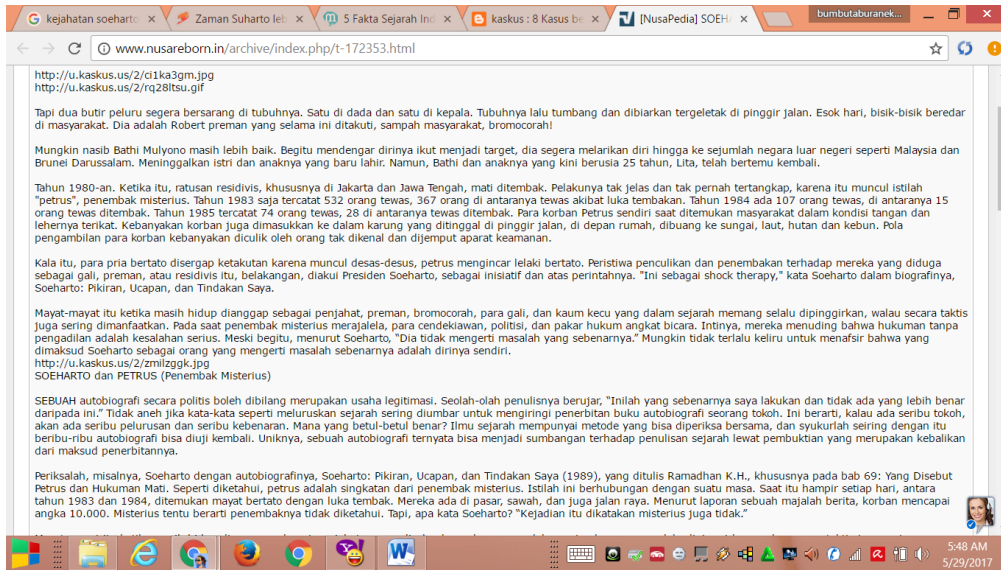 kejahatan soeharto
Zaman Suharto leb
5 Fakta Sejarah Ind
kaskus : 8 Kasus be
[NusaPedia] SOEH
bumbutaburanek...
www.nusareborn.in/archive/index.php/t-172353.html
http://u.kaskus.us/2/ci1ka3gm.jpg
http://u.kaskus.us/2/rq28ltsu.gif
Tapi dua butir peluru segera bersarang di tubuhnya. Satu di dada dan satu di kepala. Tubuhnya lalu tumbang dan dibiarkan tergeletak di pinggir jalan. Esok hari, bisik-bisik beredar
di masyarakat. Dia adalah Robert preman yang selama ini ditakuti, sampah masyarakat, bromocorah!
Mungkin nasib Bathi Mulyono masih lebih baik. Begitu mendengar dirinya ikut menjadi target, dia segera melarikan diri hingga ke sejumlah negara luar negeri seperti Malaysia dan
Brunei Darussalam. Meninggalkan istri dan anaknya yang baru lahir. Namun, Bathi dan anaknya yang kini berusia 25 tahun, Lita, telah bertemu kembali.
Tahun 1980-an. Ketika itu, ratusan residivis, khususnya di Jakarta dan Jawa Tengah, mati ditembak. Pelakunya tak jelas dan tak pernah tertangkap, karena itu muncul istilah
"petrus", penembak misterius. Tahun 1983 saja tercatat 532 orang tewas, 367 orang di antaranya tewas akibat luka tembakan. Tahun 1984 ada 107 orang tewas, di antaranya 15
orang tewas ditembak. Tahun 1985 tercatat 74 orang tewas, 28 di antaranya tewas ditembak. Para korban Petrus sendiri saat ditemukan masyarakat dalam kondisi tangan dan
lehernya terikat. Kebanyakan korban juga dimasukkan ke dalam karung yang ditinggal di pinggir jalan, di depan rumah, dibuang ke sungai, laut, hutan dan kebun. Pola
pengambilan para korban kebanyakan diculik oleh orang tak dikenal dan dijemput aparat keamanan.
Kala itu, para pria bertato disergap ketakutan karena muncul desas-desus, petrus mengincar lelaki bertato. Peristiwa penculikan dan penembakan terhadap mereka yang diduga
sebagai gali, preman, atau residivis itu, belakangan, diakui Presiden Soeharto, sebagai inisiatif dan atas perintahnya. "Ini sebagai shock therapy," kata Soeharto dalam biografinya,
Soeharto: Pikiran, Ucapan, dan Tindakan Saya.
Mayat-mayat itu ketika masih hidup dianggap sebagai penjahat, preman, bromocorah, para gali, dan kaum kecu yang dalam sejarah memang selalu dipinggirkan, walau secara taktis
juga sering dimanfaatkan. Pada saat penembak misterius merajalela, para cendekiawan, politisi, dan pakar hukum angkat bicara. Intinya, mereka menuding bahwa hukuman tanpa
pengadilan adalah kesalahan serius. Meski begitu, menurut Soeharto, "Dia tidak mengerti masalah yang sebenarnya." Mungkin tidak terlalu keliru untuk menafsir bahwa yang
dimaksud Soeharto sebagai orang yang mengerti masalah sebenarnya adalah dirinya sendiri.
http://u.kaskus.us/2/zmilzggk.jpg
SOEHARTO dan PETRUS (Penembak Misterius)
SEBUAH autobiografi secara politis boleh dibilang merupakan usaha legitimasi. Seolah-olah penulisnya berujar, "Inilah yang sebenarnya saya lakukan dan tidak ada yang lebih benar
daripada ini." Tidak aneh jika kata-kata seperti meluruskan sejarah sering diumbar untuk mengiringi penerbitan buku autobiografi seorang tokoh. Ini berarti, kalau ada seribu tokoh,
akan ada seribu pelurusan dan seribu kebenaran. Mana yang betul-betul benar? Ilmu sejarah mempunyai metode yang bisa diperiksa bersama, dan syukurlah seiring dengan itu
beribu-ribu autobiografi bisa diuji kembali. Uniknya, sebuah autobiografi ternyata bisa menjadi sumbangan terhadap penulisan sejarah lewat pembuktian yang merupakan kebalikan
dari maksud penerbitannya.
Periksalah, misalnya, Soeharto dengan autobiografinya, Soeharto: Pikiran, Ucapan, dan Tindakan Saya (1989), yang ditulis Ramadhan K.H., khususnya pada bab 69: Yang Disebut
Petrus dan Hukuman Mati. Seperti diketahui, petrus adalah singkatan dari penembak misterius. Istilah ini berhubungan dengan suatu masa. Saat itu hampir setiap hari, antara
tahun 1983 dan 1984, ditemukan mayat bertato dengan luka tembak. Mereka ada di pasar, sawah, dan juga jalan raya. Menurut laporan sebuah majalah berita, korban mencapai
angka 10.000. Misterius tentu berarti penembaknya tidak diketahui. Tapi, apa kata Soeharto? "Kejadian itu dikatakan misterius juga tidak."
5:48 AM
5/29/2017